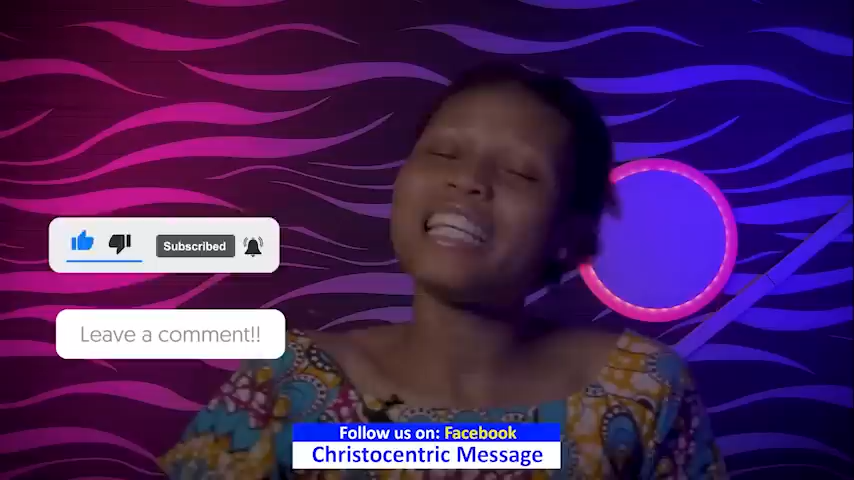 Subscribed
Leave a comment!!
Follow us on: Facebook
Christocentric Message